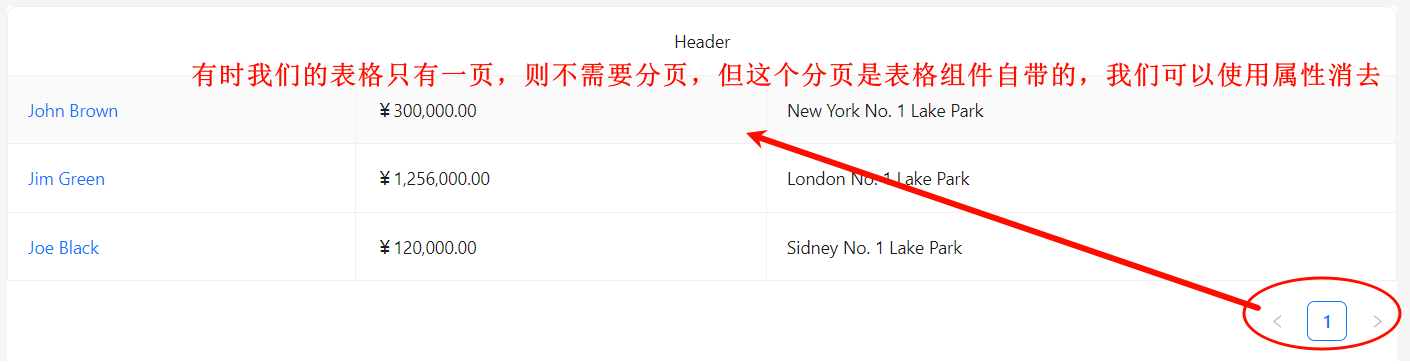 Header
有时我们的表格只有一页，则不需要分页，但这个分页是表格组件自带的，我们可以使用属性消去
John Brown ￥300,000.00 New York No. 1 Lake Park
Jim Green ￥1,256,000.00 London No. 1 Lake Park
Joe Black ￥120,000.00 Sidney No. 1 Lake Park
< 1 >